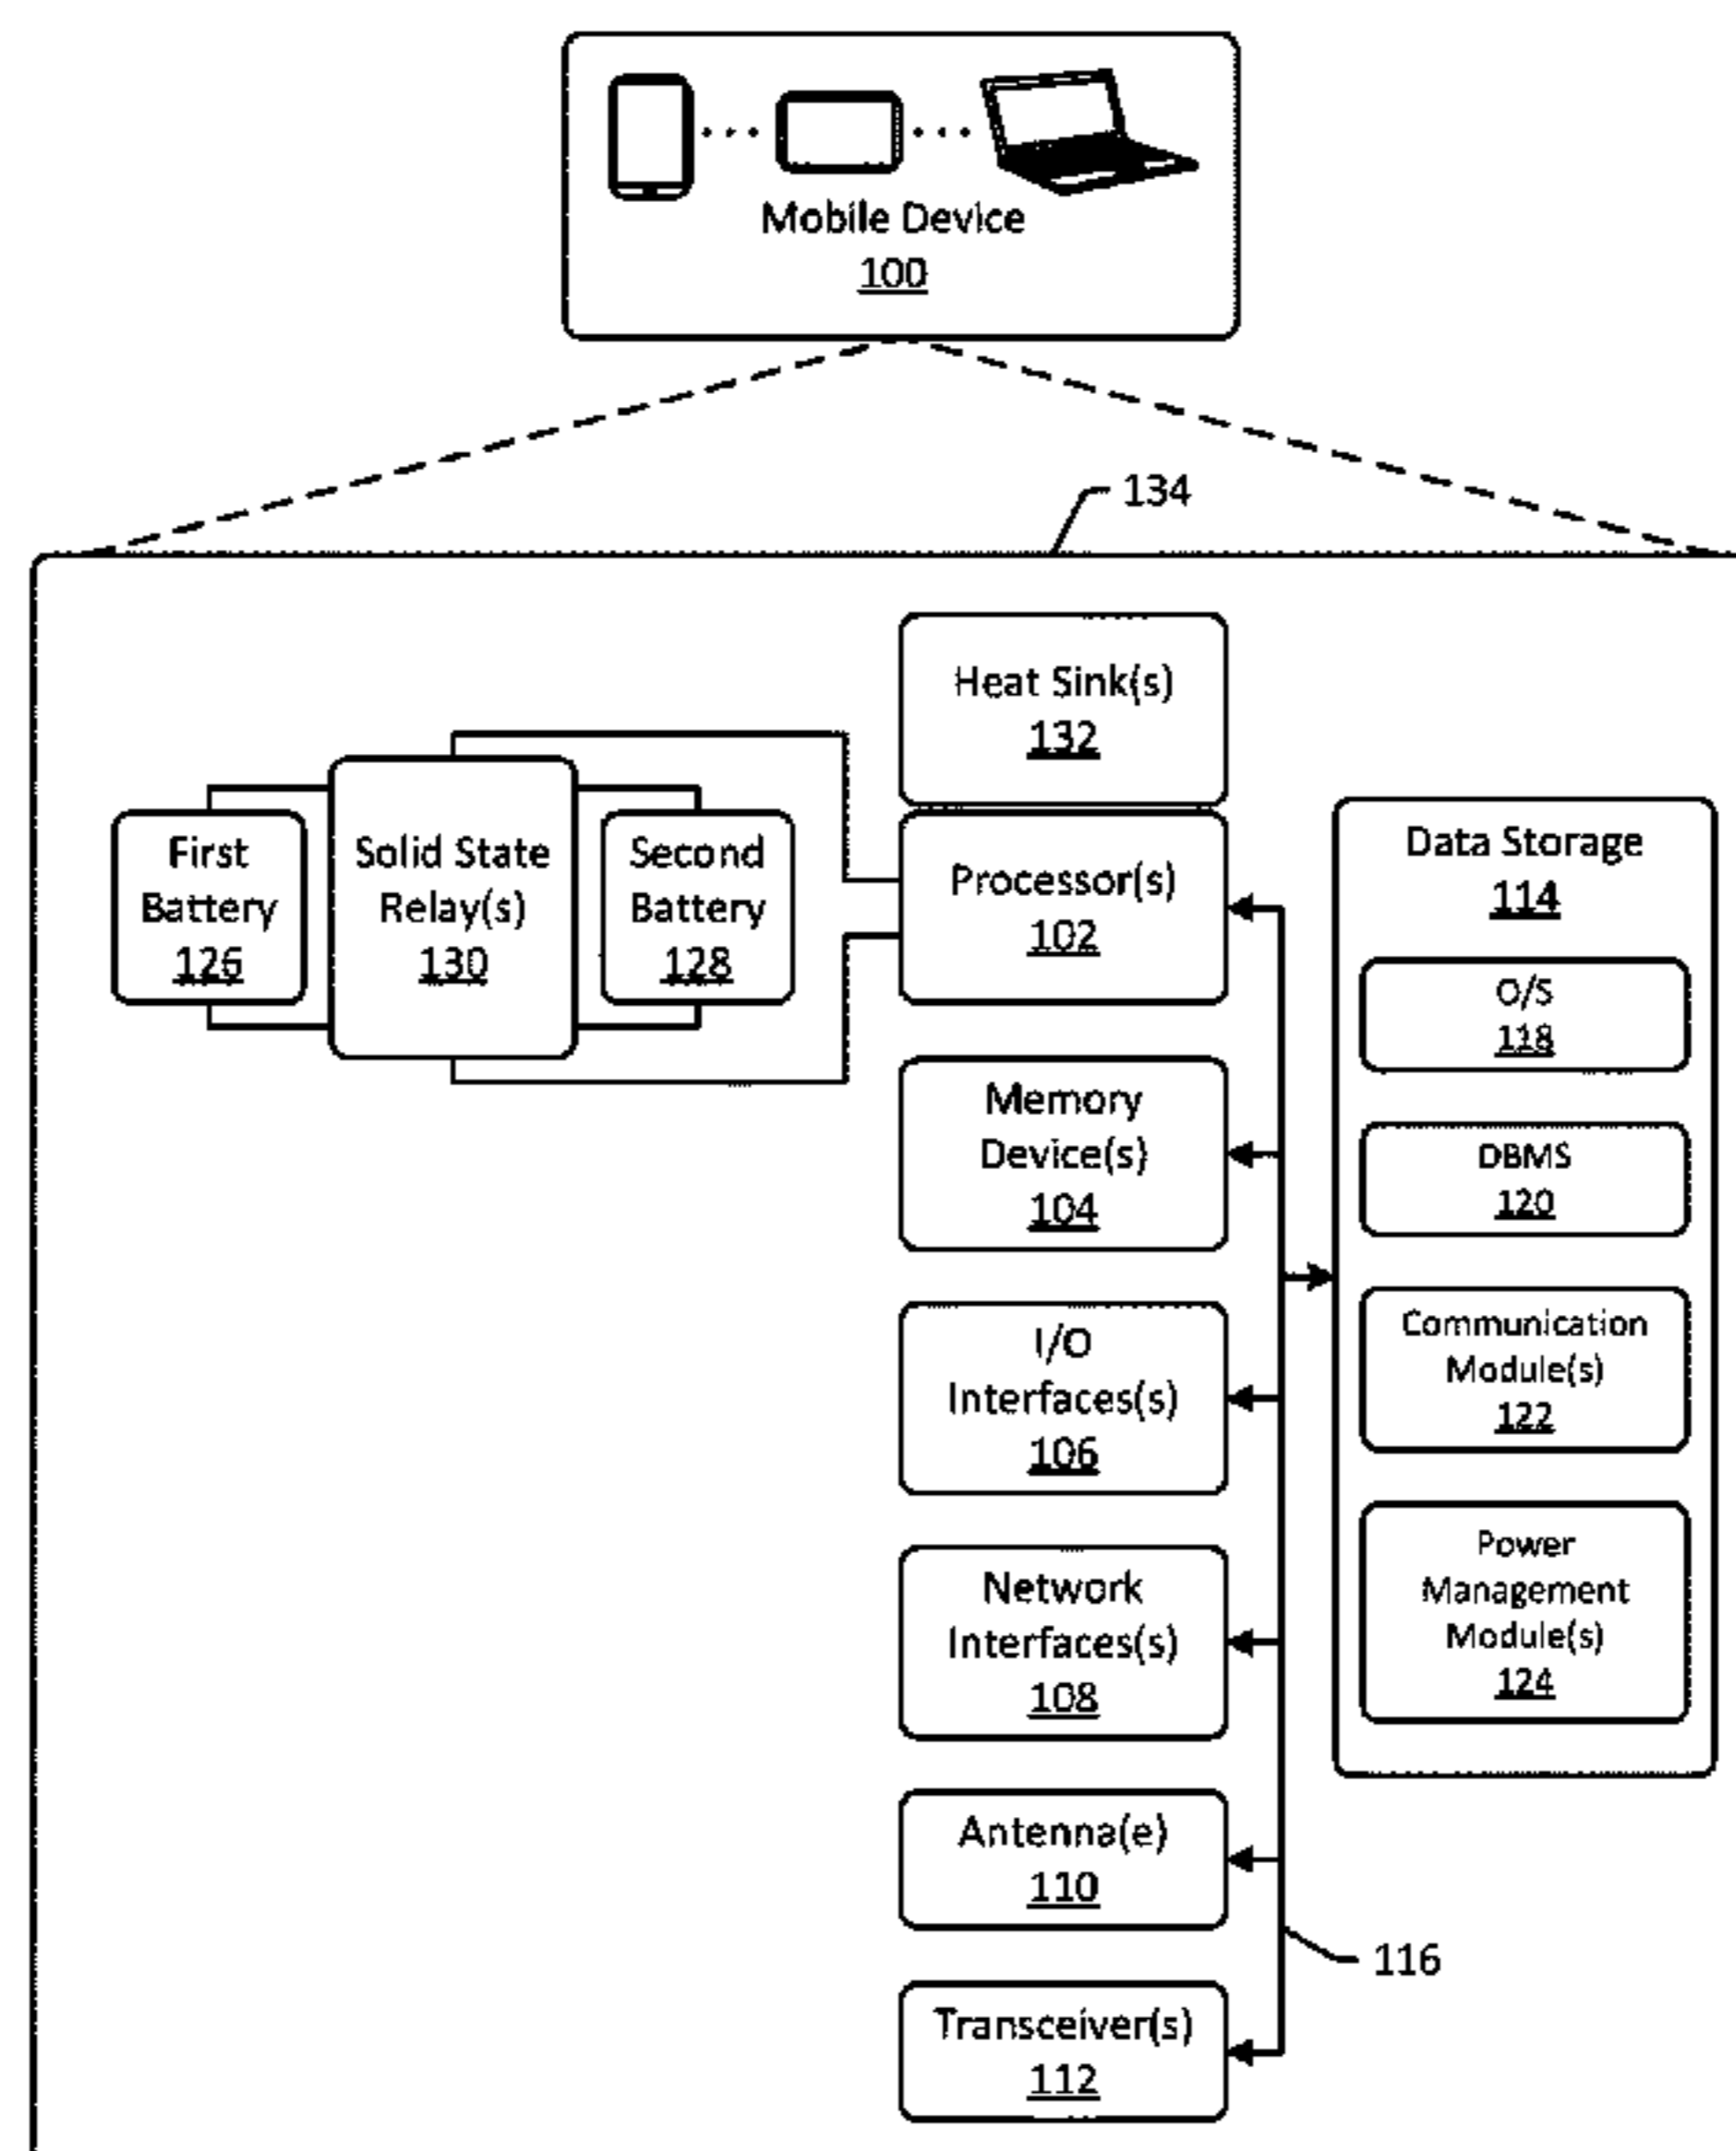 Mobile Device
100
134
Heat Sink(s)
132
First
Battery
126
Solid State
Relay(s)
130
Second
Battery
128
Processor(s)
102
Memory
Device(s)
104
I/O
Interfaces(s)
106
Network
Interfaces(s)
108
Antenna(e)
110
Transceiver(s)
112
116
Data Storage
114
O/S
118
DBMS
120
Communication
Module(s)
122
Power
Management
Module(s)
124